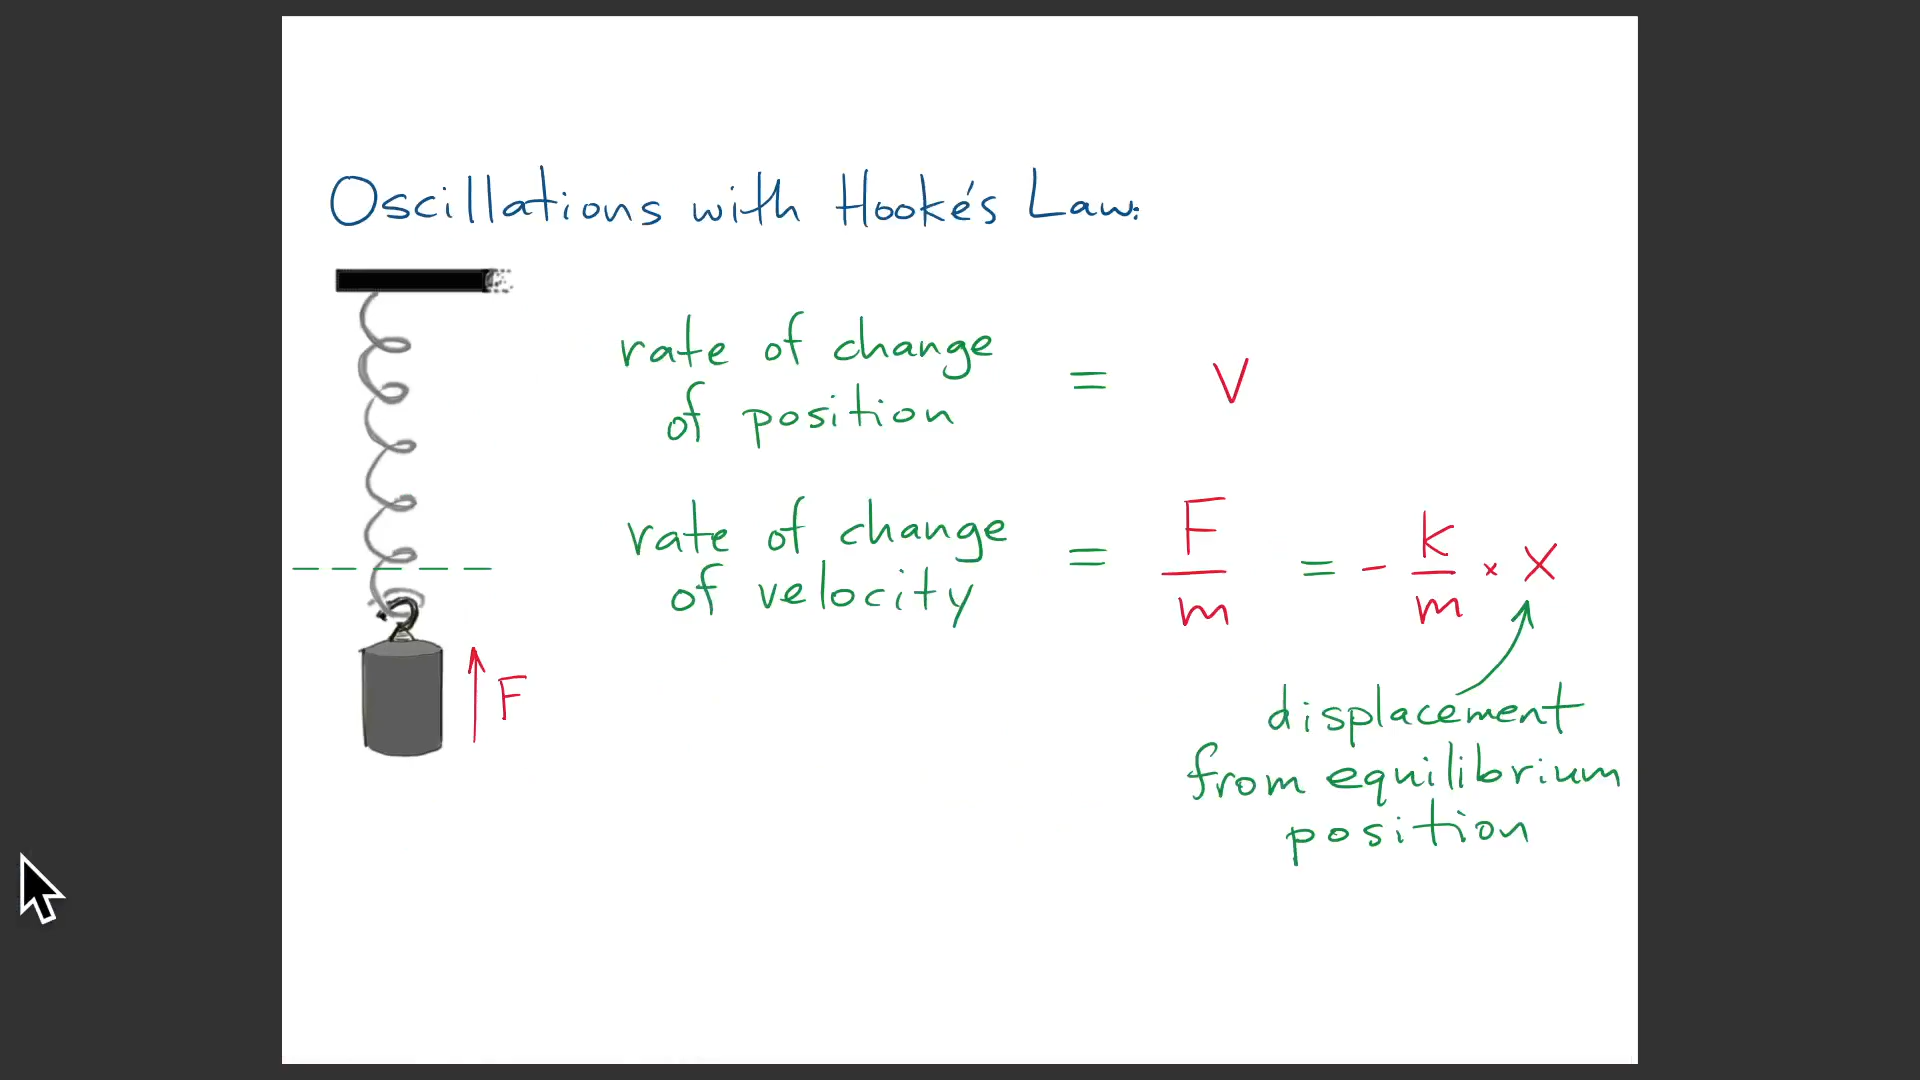 Oscillations with Hooke's Law:
rate of change
of position
= v
rate of change
of velocity
= F/m = - k/m × x
F
displacement
from equilibrium
position